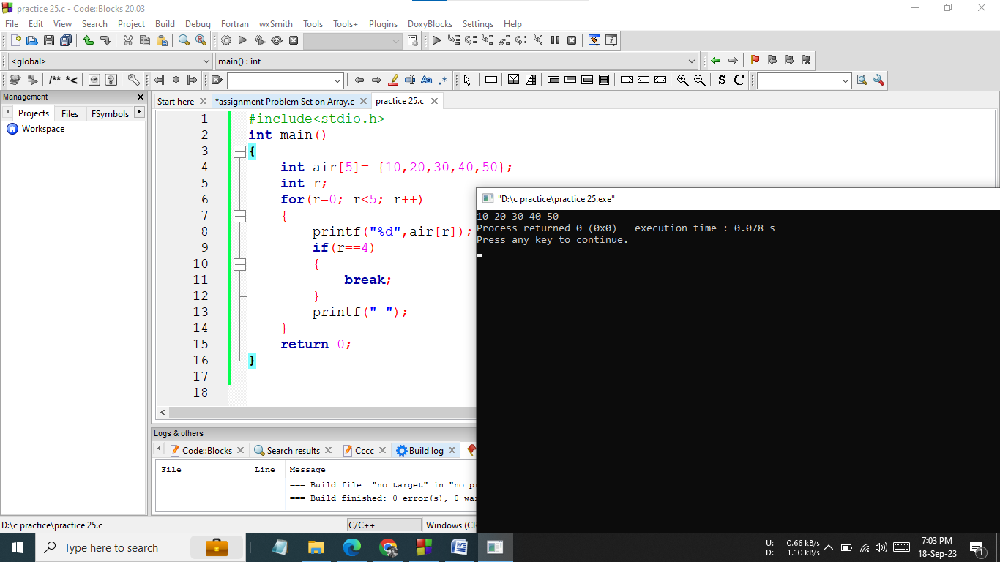 practice 25.c - Code::Blocks 20.03
File Edit View Search Project Build Debug Fortran wxSmith Tools Tools+ Plugins DoxyBlocks Settings Help
<global> main() : int
/** *< Aa .* S C
Management
Projects Files FSymbols
Workspace
Start here *assignment Problem Set on Array.c practice 25.c
1 #include<stdio.h>
2 int main()
3 {
4 int air[5]= {10,20,30,40,50};
5 int r;
6 for(r=0; r<5; r++)
7 {
8 printf("%d",air[r]);
9 if(r==4)
10 {
11 break;
12 }
13 printf(" ");
14 }
15 return 0;
16 }
17
18
"D:\c practice\practice 25.exe"
10 20 30 40 50
Process returned 0 (0x0) execution time : 0.078 s
Press any key to continue.
Logs & others
Code::Blocks Search results Cccc Build log
File Line Message
=== Build file: "no target" in "no
=== Build finished: 0 error(s), 0
D:\c practice\practice 25.c C/C++ Windows
Type here to search
U: 0.66 kB/s
D: 1.10 kB/s
7:03 PM
18-Sep-23
1